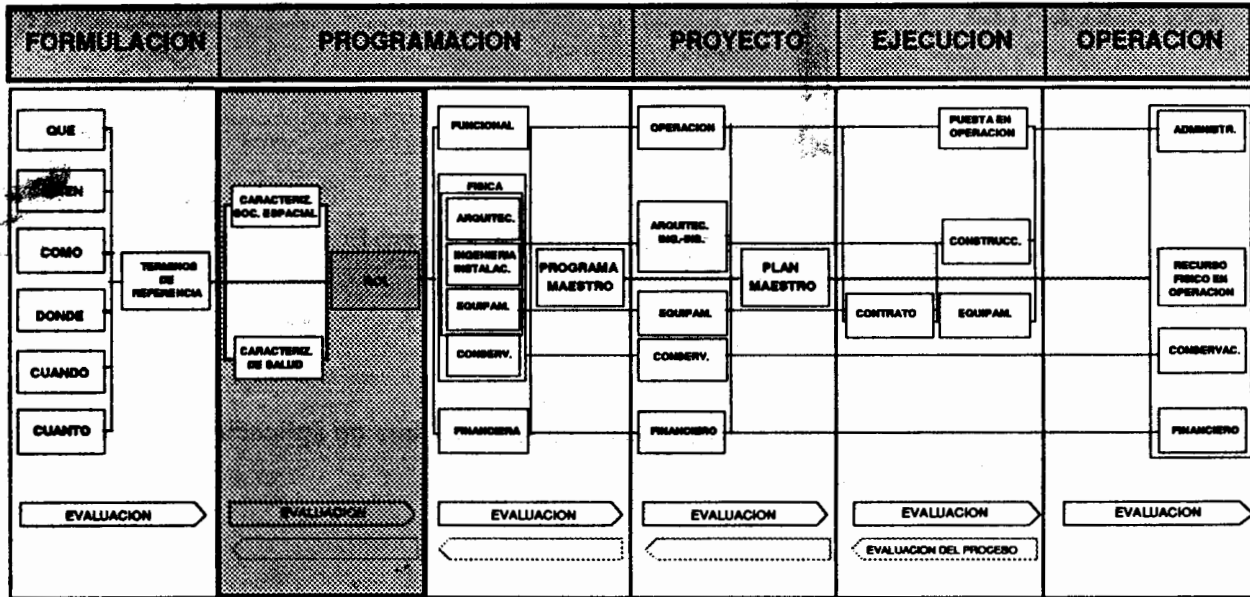 FORMULACION
PROGRAMACION
PROYECTO
EJECUCION
OPERACION
QUE
COMO
DONDE
CUANDO
CUANTO
TERMINOS
DE
REFERENCIA
CARACTERIZ.
SOC. ESPACIAL
CARACTERIZ.
DE SALUD
ROL
FUNCIONAL
FISICA
ARQUITEC.
INGENIERIA
INSTALAC.
EQUIPAM.
CONSERV.
FINANCIERA
PROGRAMA
MAESTRO
OPERACION
ARQUITEC.
ING.-INS.
EQUIPAM.
CONSERV.
FINANCIERO
PLAN
MAESTRO
PUESTA EN
OPERACION
CONSTRUCC.
CONTRATO
EQUIPAM.
ADMINISTR.
RECURSO
FISICO EN
OPERACION
CONSERVAC.
FINANCIERO
EVALUACION
EVALUACION
EVALUACION
EVALUACION
EVALUACION
EVALUACION
EVALUACION DEL PROCESO